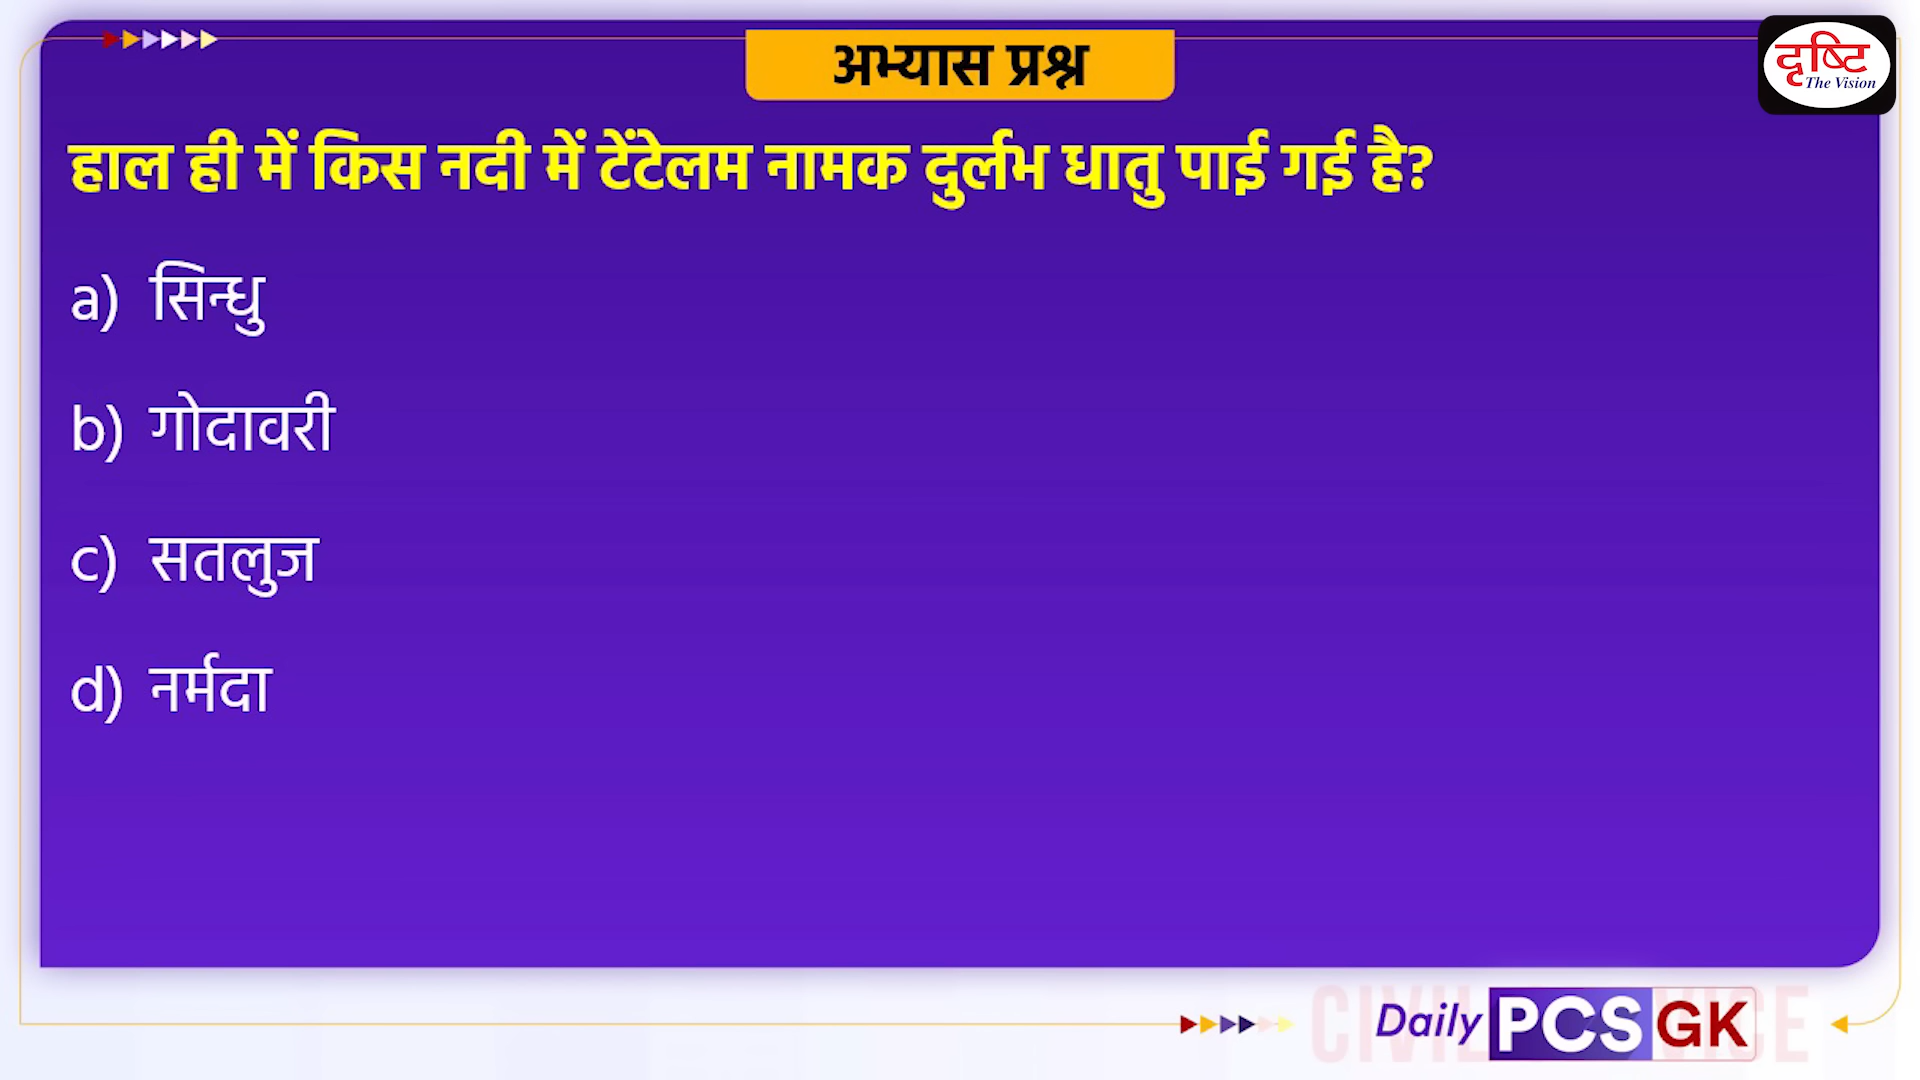 अभ्यास प्रश्न
दृष्टि
The Vision
हाल ही में किस नदी में टेंटेलम नामक दुर्लभ धातु पाई गई है?
a) सिन्धु
b) गोदावरी
c) सतलुज
d) नर्मदा
Daily PCS GK